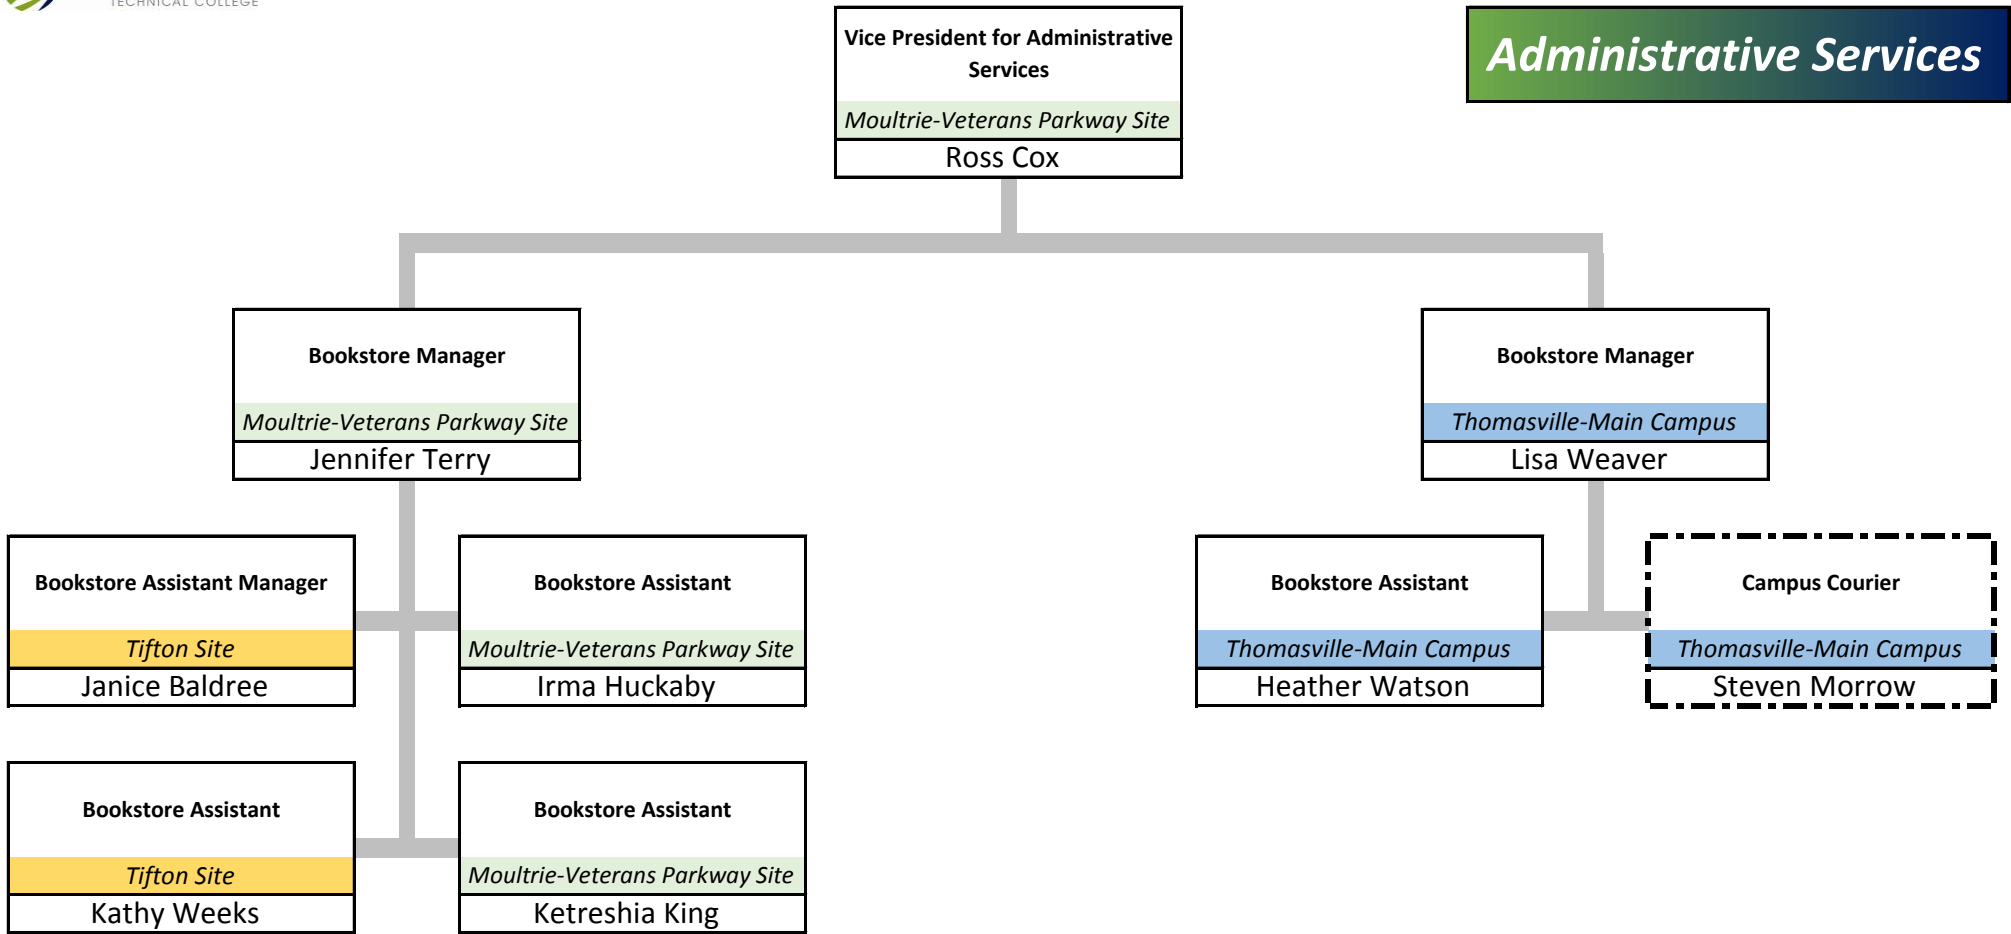 TECHNICAL COLLEGE
Administrative Services
Vice President for Administrative
Services
Moultrie-Veterans Parkway Site
Ross Cox
Bookstore Manager
Moultrie-Veterans Parkway Site
Jennifer Terry
Bookstore Manager
Thomasville-Main Campus
Lisa Weaver
Bookstore Assistant Manager
Tifton Site
Janice Baldree
Bookstore Assistant
Moultrie-Veterans Parkway Site
Irma Huckaby
Bookstore Assistant
Thomasville-Main Campus
Heather Watson
Campus Courier
Thomasville-Main Campus
Steven Morrow
Bookstore Assistant
Tifton Site
Kathy Weeks
Bookstore Assistant
Moultrie-Veterans Parkway Site
Ketreshia King